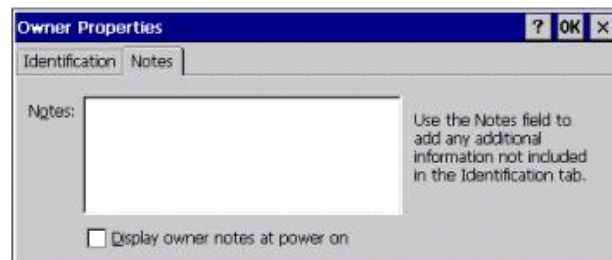 Owner Properties ? OK ×
Identification Notes
Notes:
Use the Notes field to
add any additional
information not included
in the Identification tab.
Display owner notes at power on